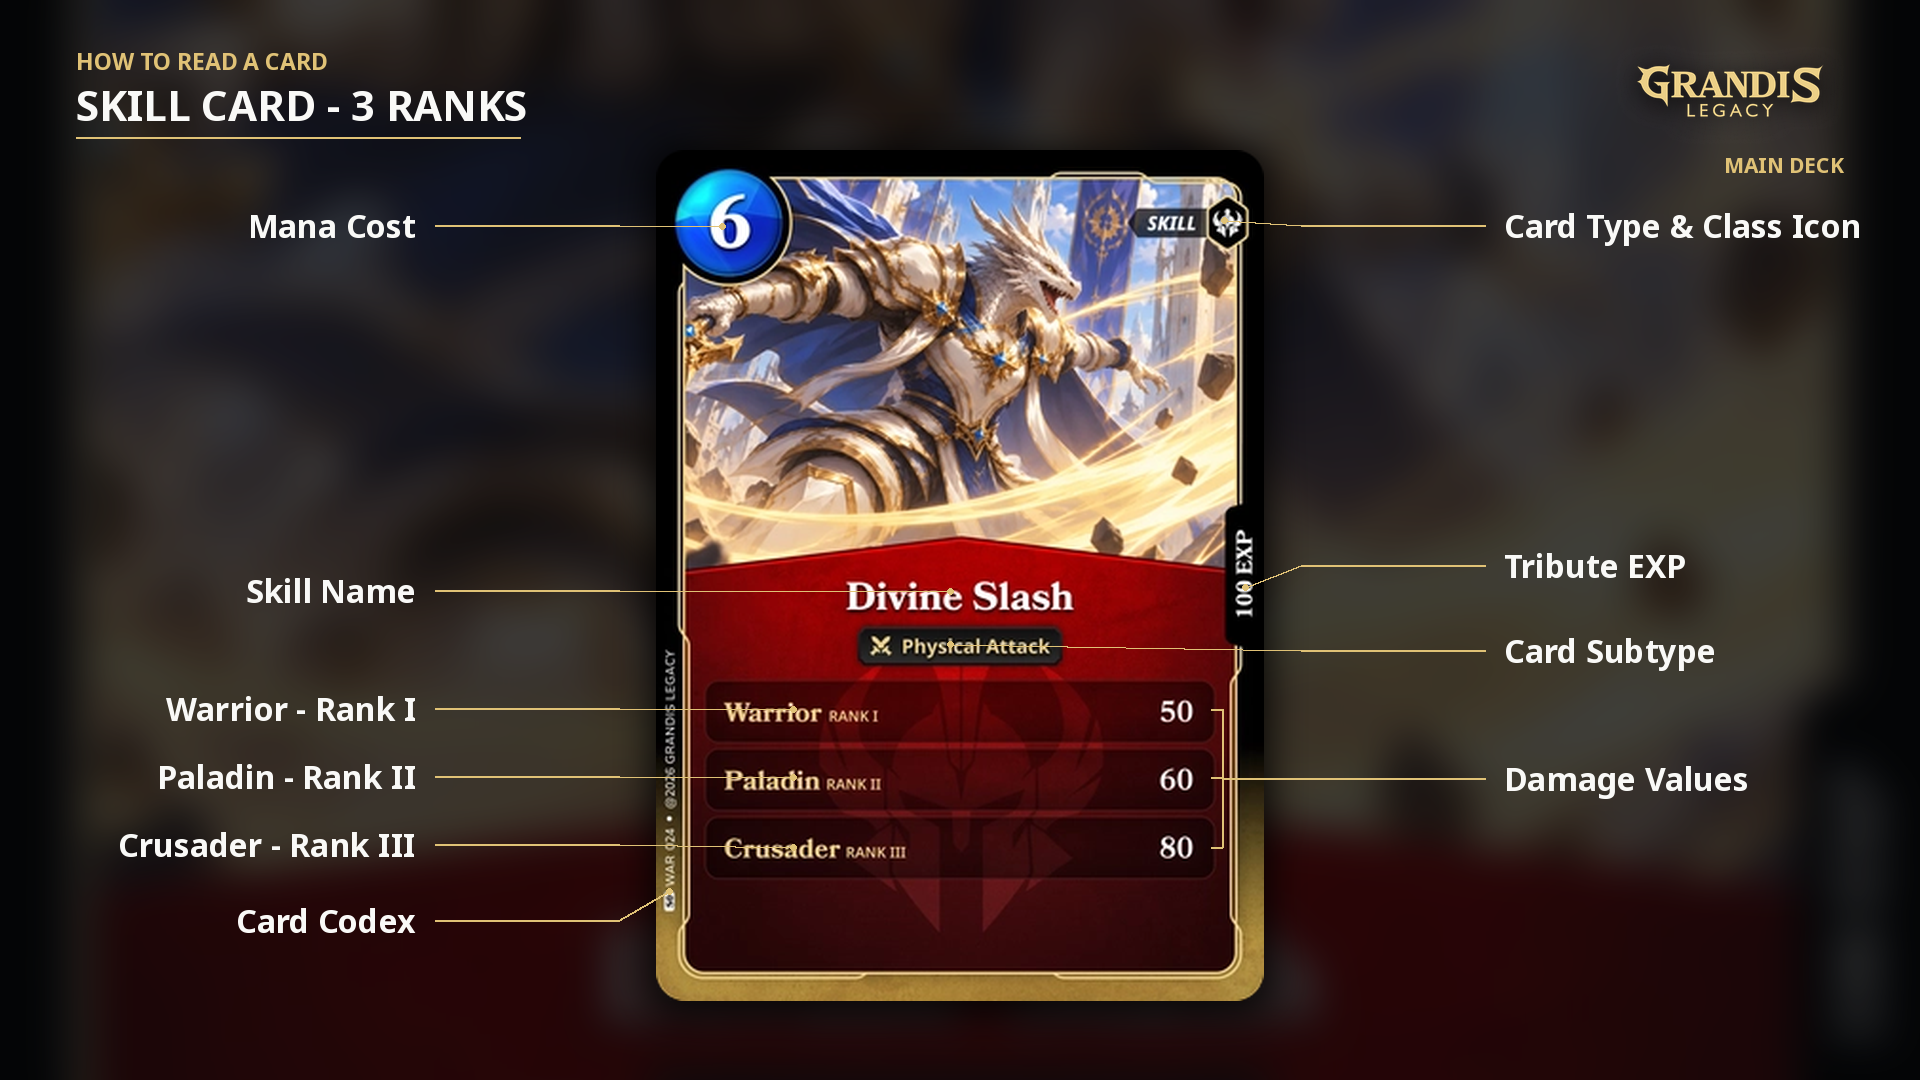 HOW TO READ A CARD
SKILL CARD - 3 RANKS
GRANDIS
LEGACY
MAIN DECK
Mana Cost
6
SKILL
Card Type & Class Icon
Skill Name
Divine Slash
100 EXP
Tribute EXP
Physical Attack
Card Subtype
Warrior - Rank I
Warrior RANK I 50
Paladin - Rank II
Paladin RANK II 60
Damage Values
Crusader - Rank III
Crusader RANK III 80
Card Codex
WAR 024 • @2026 GRANDIS LEGACY